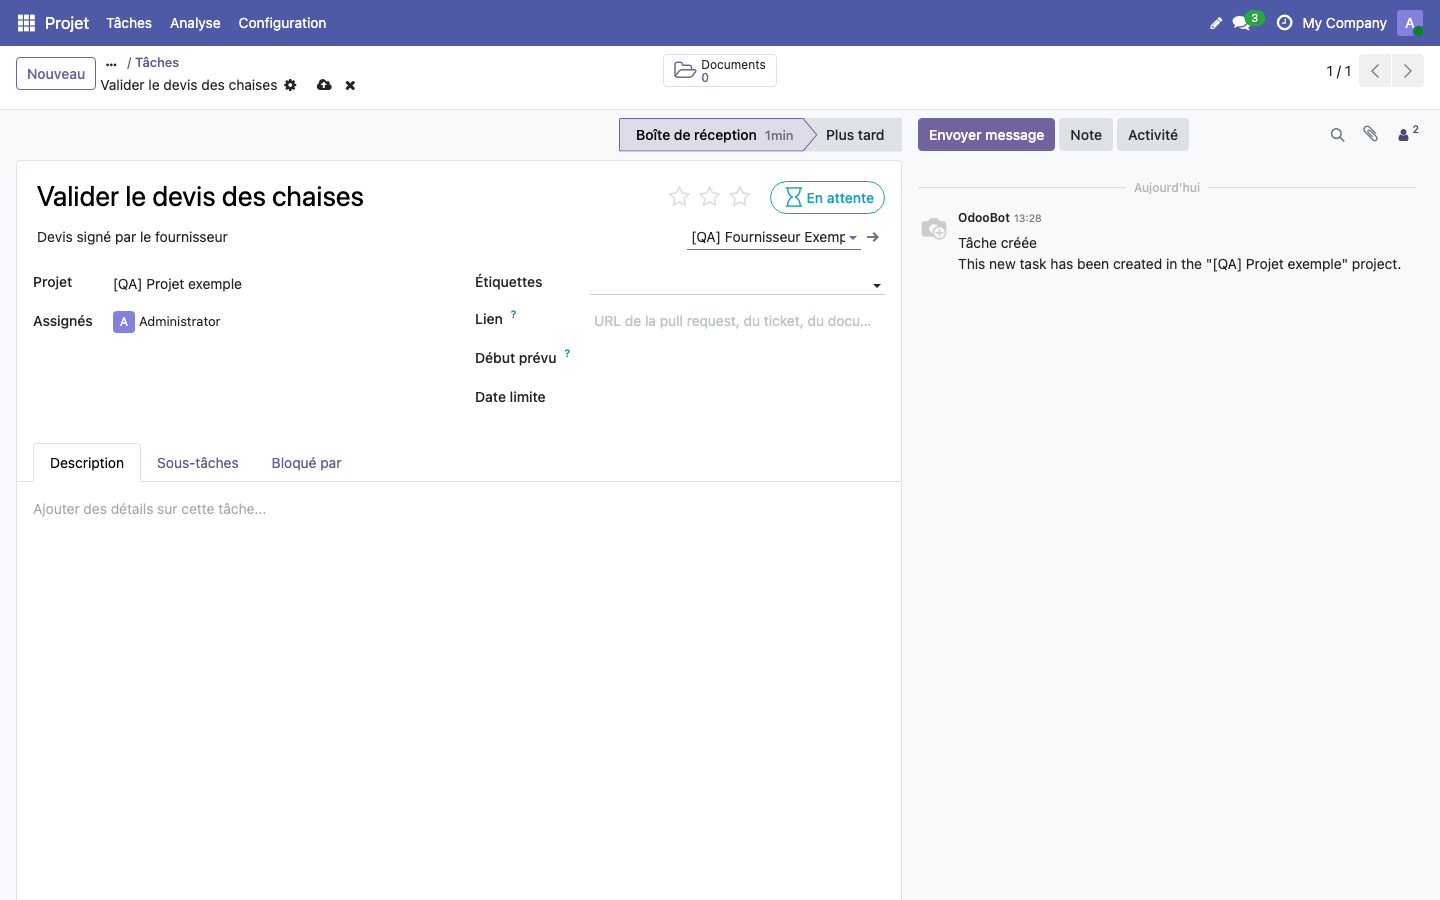 Projet Tâches Analyse Configuration 3 My Company A
Nouveau ... / Tâches
Valider le devis des chaises
Documents
0
1 / 1
Boîte de réception 1min Plus tard
Envoyer message Note Activité 2
Valider le devis des chaises
En attente
Devis signé par le fournisseur
[QA] Fournisseur Exemp
Projet [QA] Projet exemple
Assignés A Administrator
Étiquettes
Lien ? URL de la pull request, du ticket, du docu...
Début prévu ?
Date limite
Description Sous-tâches Bloqué par
Ajouter des détails sur cette tâche...
Aujourd'hui
OdooBot 13:28
Tâche créée
This new task has been created in the "[QA] Projet exemple" project.